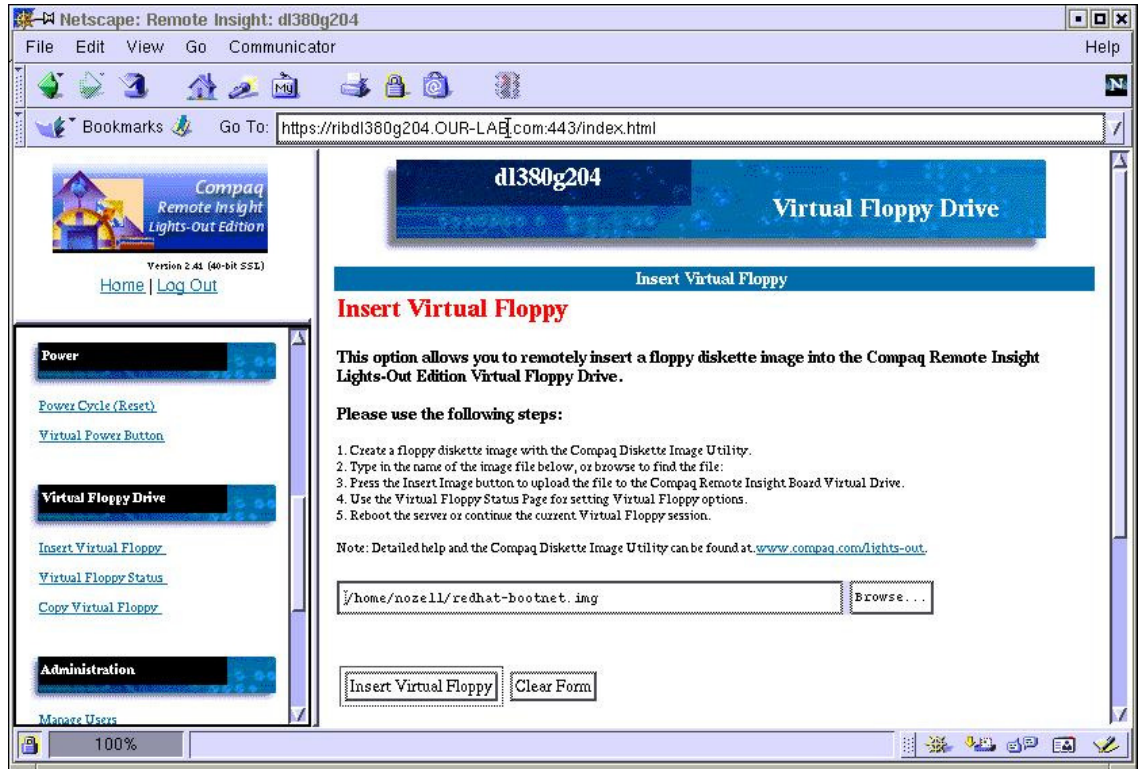 Netscape: Remote Insight: dl380g204
File Edit View Go Communicator Help
My
N
Bookmarks Go To: https://ribdl380g204.OUR-LAB.com:443/index.html
Compaq
Remote Insight
Lights-Out Edition
Version 2.41 (40-bit SSL)
Home | Log Out
Power
Power Cycle (Reset)
Virtual Power Button
Virtual Floppy Drive
Insert Virtual Floppy
Virtual Floppy Status
Copy Virtual Floppy
Administration
Manage Users
dl380g204
Virtual Floppy Drive
Insert Virtual Floppy
Insert Virtual Floppy
This option allows you to remotely insert a floppy diskette image into the Compaq Remote Insight
Lights-Out Edition Virtual Floppy Drive.
Please use the following steps:
1. Create a floppy diskette image with the Compaq Diskette Image Utility.
2. Type in the name of the image file below, or browse to find the file:
3. Press the Insert Image button to upload the file to the Compaq Remote Insight Board Virtual Drive.
4. Use the Virtual Floppy Status Page for setting Virtual Floppy options.
5. Reboot the server or continue the current Virtual Floppy session.
Note: Detailed help and the Compaq Diskette Image Utility can be found at.www.compaq.com/lights-out.
/home/nozell/redhat-bootnet.img Browse...
Insert Virtual Floppy Clear Form
100%